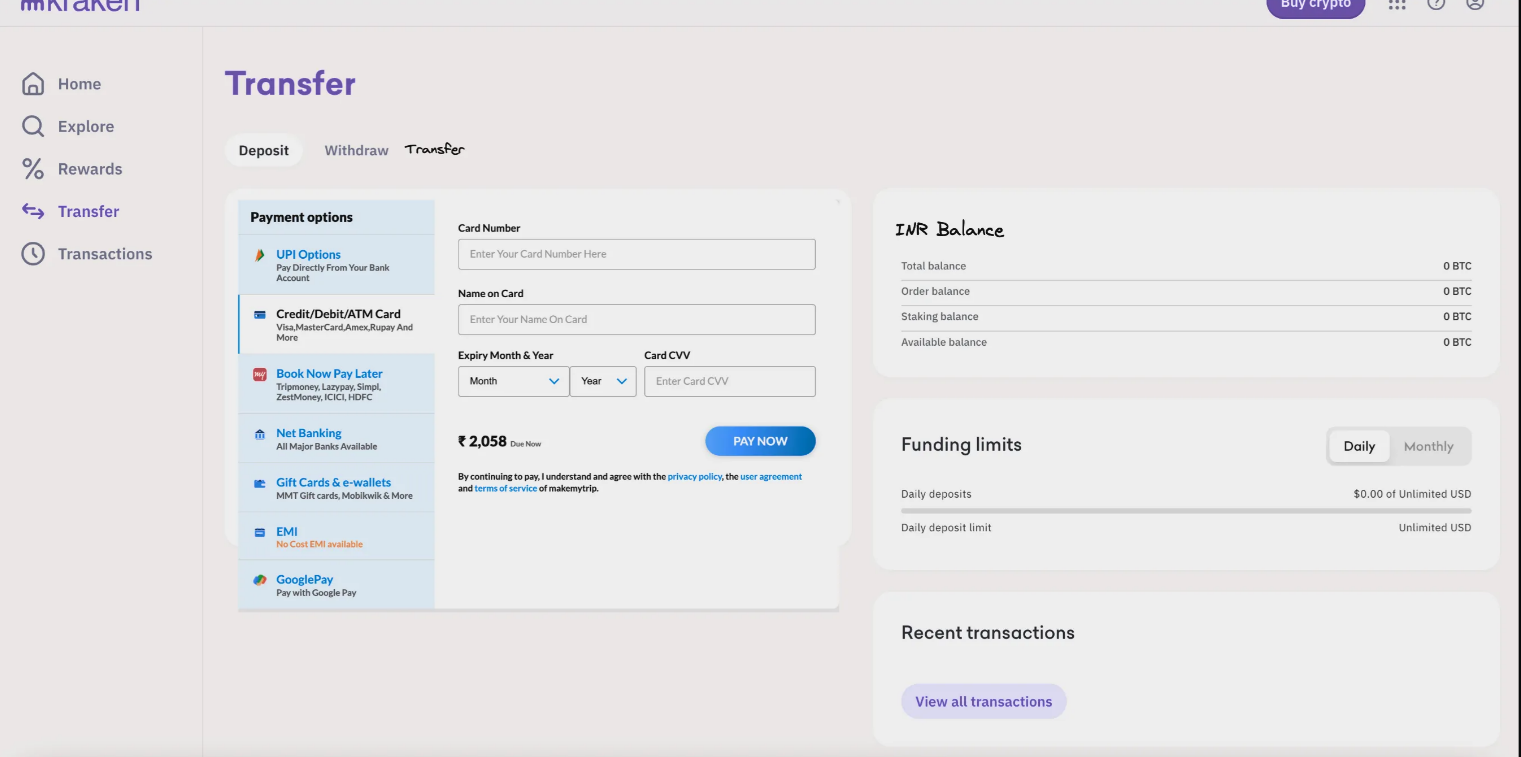 mkraken
Buy crypto
Home
Explore
Rewards
Transfer
Transactions
Transfer
Deposit
Withdraw
Transfer
Payment options
UPI Options
Pay Directly From Your Bank
Account
Credit/Debit/ATM Card
Visa,MasterCard,Amex,Rupay And
More
my
Book Now Pay Later
Tripmoney, Lazypay, Simpl,
ZestMoney, ICICI, HDFC
Net Banking
All Major Banks Available
Gift Cards & e-wallets
MMT Gift cards, Mobikwik & More
EMI
No Cost EMI available
GooglePay
Pay with Google Pay
Card Number
Enter Your Card Number Here
Name on Card
Enter Your Name On Card
Expiry Month & Year
Card CVV
Month
Year
Enter Card CVV
₹ 2,058 Due Now
PAY NOW
By continuing to pay, I understand and agree with the privacy policy, the user agreement
and terms of service of makemytrip.
INR Balance
Total balance 0 BTC
Order balance 0 BTC
Staking balance 0 BTC
Available balance 0 BTC
Funding limits
Daily
Monthly
Daily deposits $0.00 of Unlimited USD
Daily deposit limit Unlimited USD
Recent transactions
View all transactions